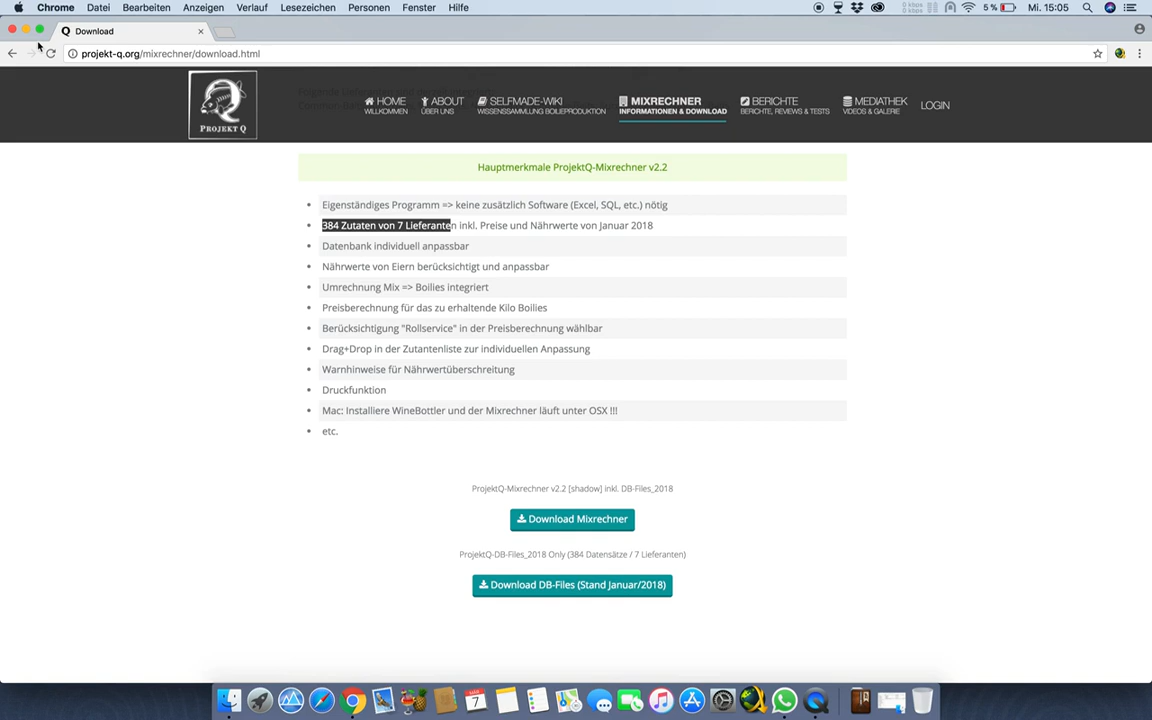 Chrome Datei Bearbeiten Anzeigen Verlauf Lesezeichen Personen Fenster Hilfe 0 kbps 0 kbps 5 % Mi. 15:05
Q Download
projekt-q.org/mixrechner/download.html
PROJEKT Q
HOME ABOUT SELFMADE-WIKI MIXRECHNER BERICHTE MEDIATHEK LOGIN
WILLKOMMEN ÜBER UNS WISSENSSAMMLUNG BOILIEPRODUKTION INFORMATIONEN & DOWNLOAD BERICHTE, REVIEWS & TESTS VIDEOS & GALERIE
Hauptmerkmale ProjektQ-Mixrechner v2.2
• Eigenständiges Programm => keine zusätzlich Software (Excel, SQL, etc.) nötig
• 384 Zutaten von 7 Lieferanten inkl. Preise und Nährwerte von Januar 2018
• Datenbank individuell anpassbar
• Nährwerte von Eiern berücksichtigt und anpassbar
• Umrechnung Mix => Boilies integriert
• Preisberechnung für das zu erhaltende Kilo Boilies
• Berücksichtigung "Rollservice" in der Preisberechnung wählbar
• Drag+Drop in der Zutantenliste zur individuellen Anpassung
• Warnhinweise für Nährwertüberschreitung
• Druckfunktion
• Mac: Installiere WineBottler und der Mixrechner läuft unter OSX !!!
• etc.
ProjektQ-Mixrechner v2.2 [shadow] inkl. DB-Files_2018
Download Mixrechner
ProjektQ-DB-Files_2018 Only (384 Datensätze / 7 Lieferanten)
Download DB-Files (Stand Januar/2018)
7